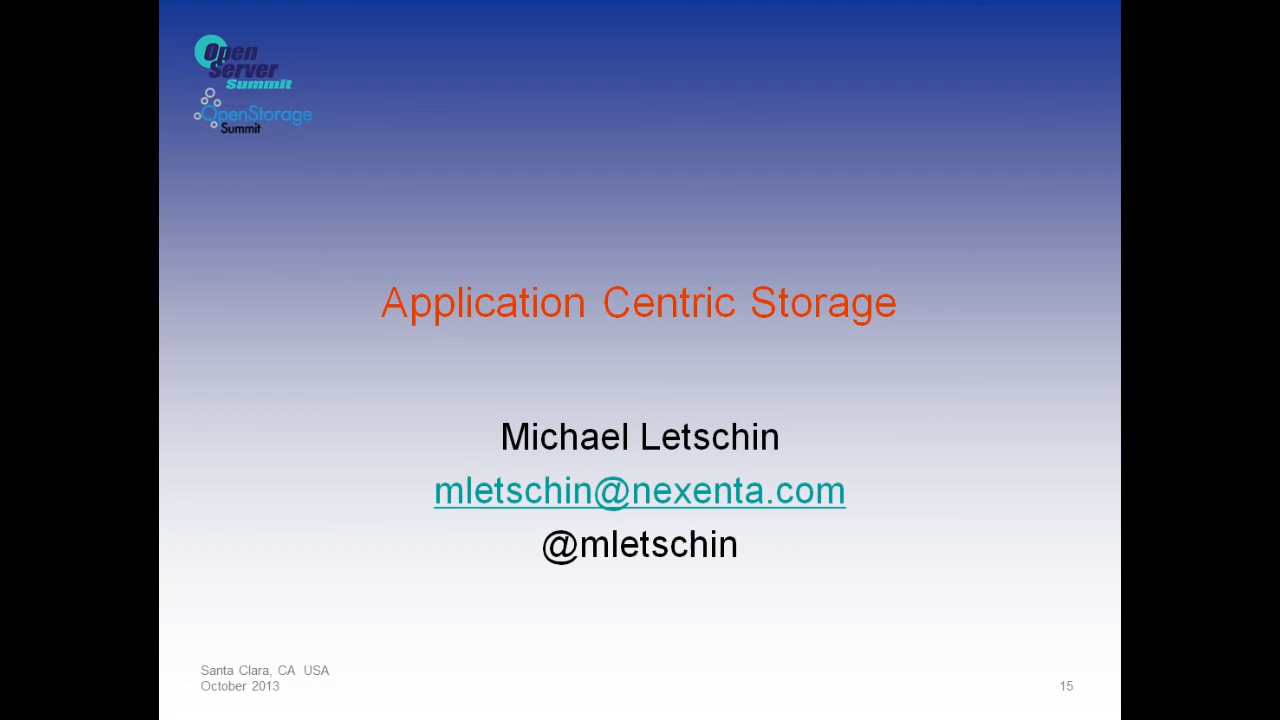 Open
Server
Summit
OpenStorage
Summit
Application Centric Storage
Michael Letschin
mletschin@nexenta.com
@mletschin
Santa Clara, CA USA
October 2013
15